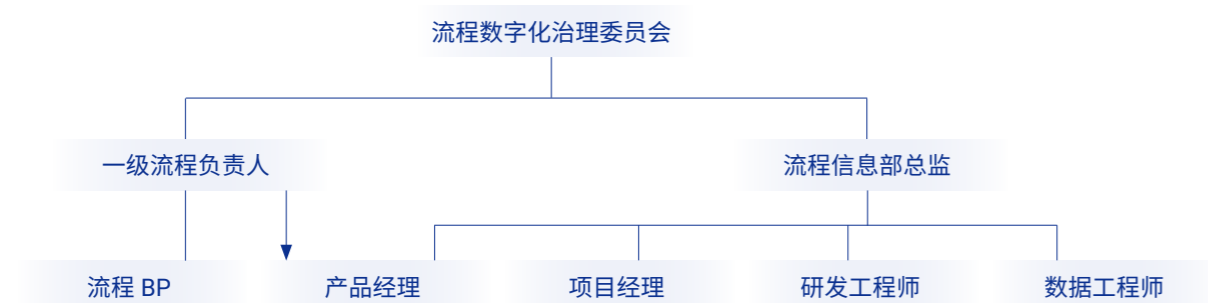 流程数字化治理委员会
一级流程负责人
流程信息部总监
流程 BP
产品经理
项目经理
研发工程师
数据工程师